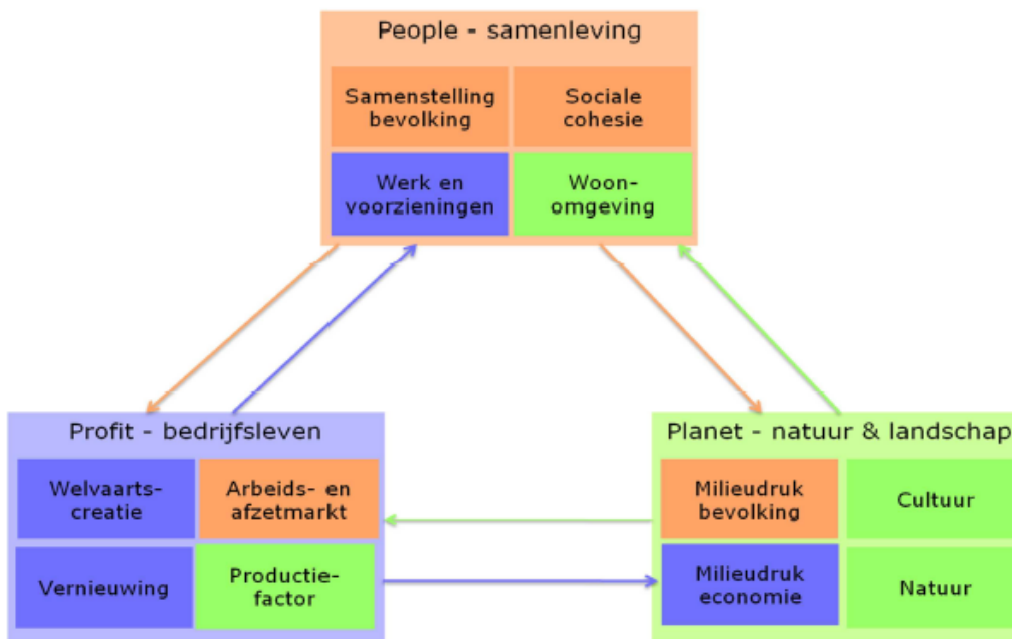 People - samenleving
Samenstelling
bevolking
Sociale
cohesie
Werk en
voorzieningen
Woon-
omgeving
Profit - bedrijfsleven
Welvaarts-
creatie
Arbeids- en
afzetmarkt
Vernieuwing
Productie-
factor
Planet - natuur & landschap
Milieudruk
bevolking
Cultuur
Milieudruk
economie
Natuur